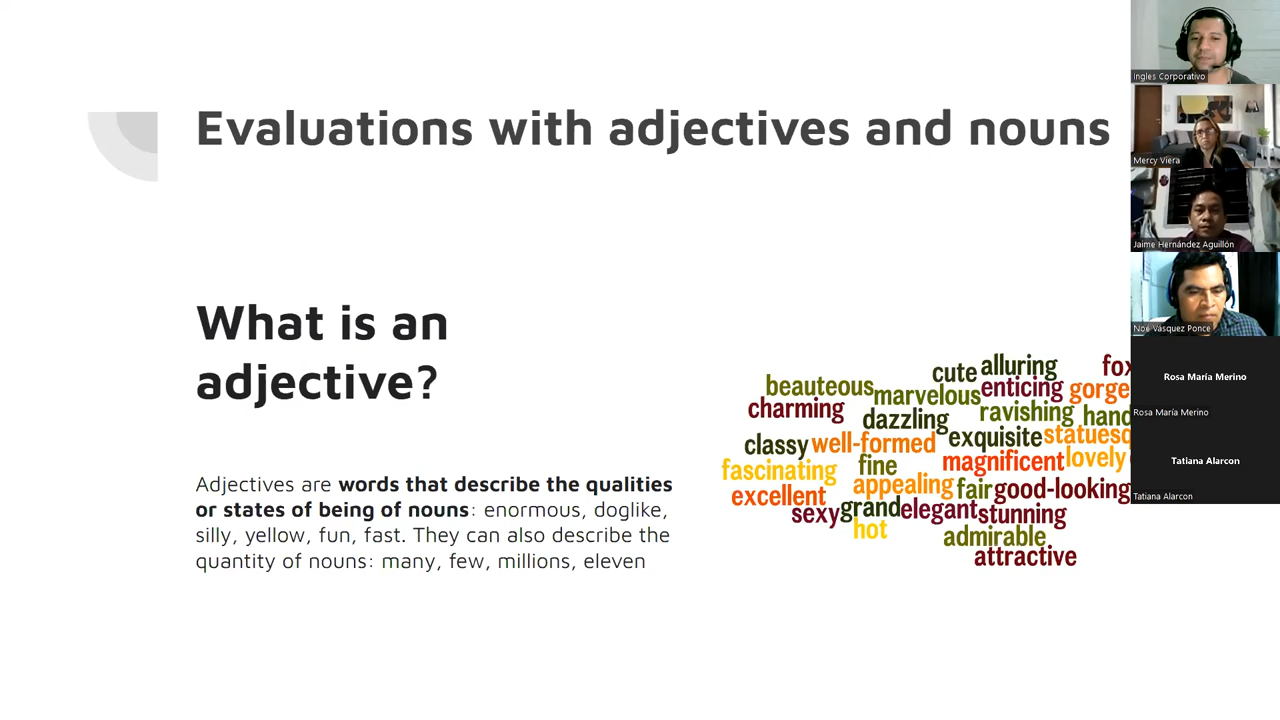 Evaluations with adjectives and nouns
What is an
adjective?
Adjectives are words that describe the qualities
or states of being of nouns: enormous, doglike,
silly, yellow, fun, fast. They can also describe the
quantity of nouns: many, few, millions, eleven
cute alluring
beauteous marvelous enticing
charming dazzling ravishing
classy well-formed exquisite
fascinating fine magnificent lovely
excellent appealing fair good-looking
sexy grand elegant stunning
hot admirable
attractive
Ingles Corporativo
Mercy Viera
Jaime Hernández Aguillón
Noé Vásquez Ponce
Rosa María Merino
Rosa María Merino
Tatiana Alarcon
Tatiana Alarcon